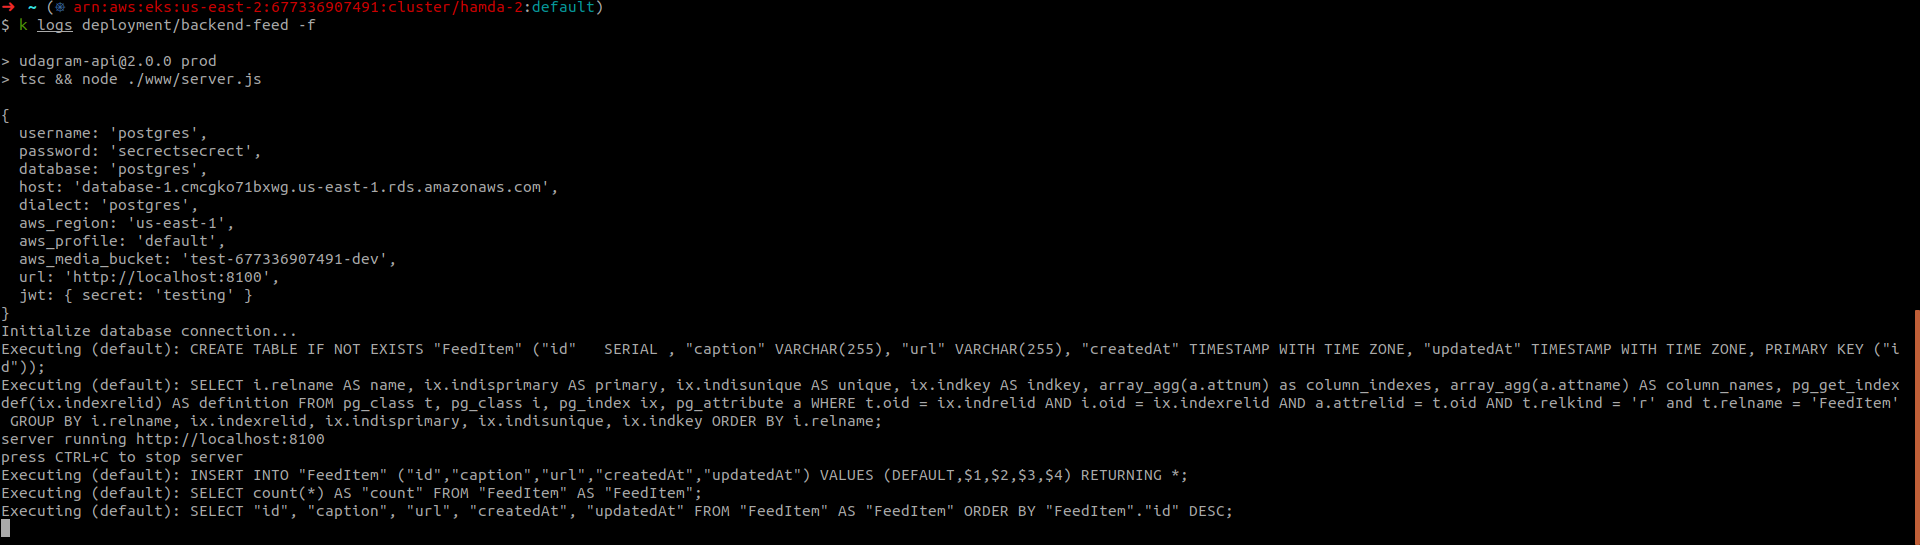 ➜ ~ (⎈ arn:aws:eks:us-east-2:677336907491:cluster/hamda-2:default)
$ k logs deployment/backend-feed -f
> udagram-api@2.0.0 prod
> tsc && node ./www/server.js
{
  username: 'postgres',
  password: 'secrectsecrect',
  database: 'postgres',
  host: 'database-1.cmcgko71bxwg.us-east-1.rds.amazonaws.com',
  dialect: 'postgres',
  aws_region: 'us-east-1',
  aws_profile: 'default',
  aws_media_bucket: 'test-677336907491-dev',
  url: 'http://localhost:8100',
  jwt: { secret: 'testing' }
}
Initialize database connection...
Executing (default): CREATE TABLE IF NOT EXISTS "FeedItem" ("id"   SERIAL , "caption" VARCHAR(255), "url" VARCHAR(255), "createdAt" TIMESTAMP WITH TIME ZONE, "updatedAt" TIMESTAMP WITH TIME ZONE, PRIMARY KEY ("i
d"));
Executing (default): SELECT i.relname AS name, ix.indisprimary AS primary, ix.indisunique AS unique, ix.indkey AS indkey, array_agg(a.attnum) as column_indexes, array_agg(a.attname) AS column_names, pg_get_index
def(ix.indexrelid) AS definition FROM pg_class t, pg_class i, pg_index ix, pg_attribute a WHERE t.oid = ix.indrelid AND i.oid = ix.indexrelid AND a.attrelid = t.oid AND t.relkind = 'r' and t.relname = 'FeedItem'
 GROUP BY i.relname, ix.indexrelid, ix.indisprimary, ix.indisunique, ix.indkey ORDER BY i.relname;
server running http://localhost:8100
press CTRL+C to stop server
Executing (default): INSERT INTO "FeedItem" ("id","caption","url","createdAt","updatedAt") VALUES (DEFAULT,$1,$2,$3,$4) RETURNING *;
Executing (default): SELECT count(*) AS "count" FROM "FeedItem" AS "FeedItem";
Executing (default): SELECT "id", "caption", "url", "createdAt", "updatedAt" FROM "FeedItem" AS "FeedItem" ORDER BY "FeedItem"."id" DESC;